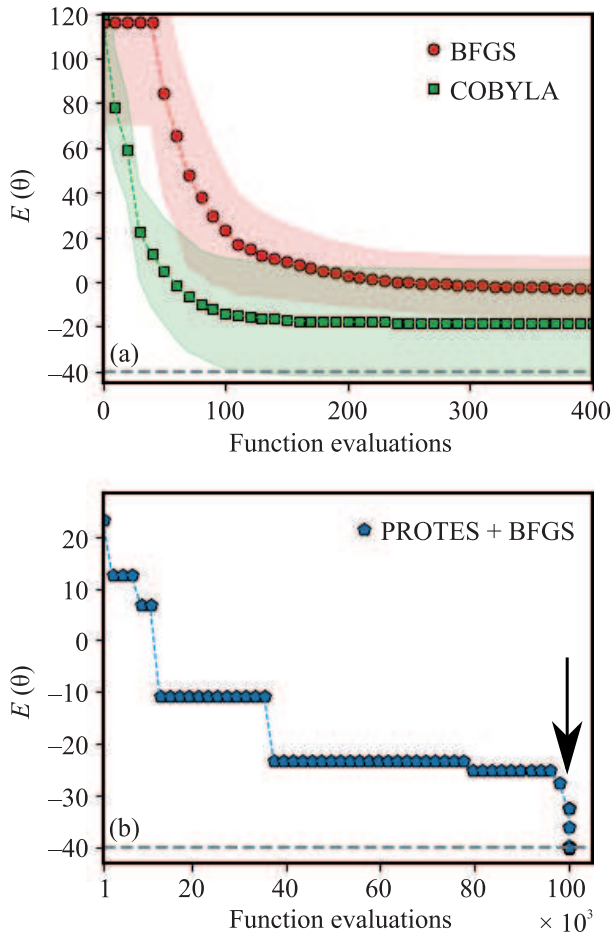 120
100
80
60
40
20
0
–20
–40
E (θ)
BFGS
COBYLA
(a)
0 100 200 300 400
Function evaluations
20
10
0
–10
–20
–30
–40
E (θ)
PROTES + BFGS
(b)
1 20 40 60 80 100
Function evaluations × 10³